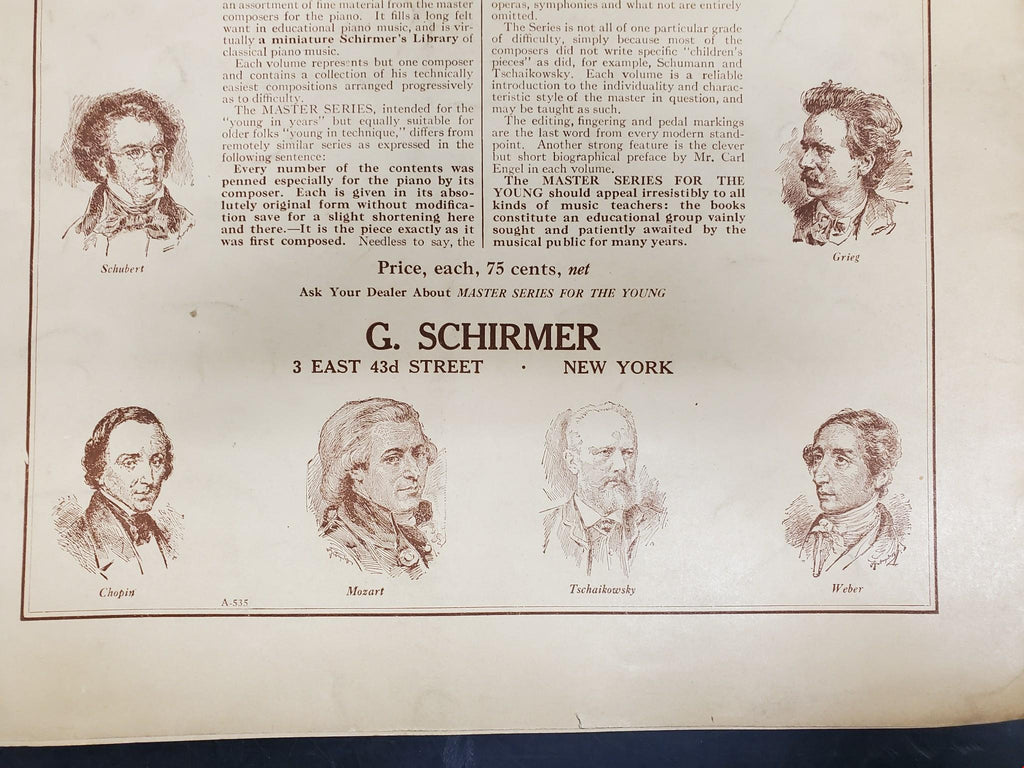 an assortment of fine material from the master
composers for the piano. It fills a long felt
want in educational piano music, and is vir-
tually a miniature Schirmer's Library of
classical piano music.
Each volume represents but one composer
and contains a collection of his technically
easiest compositions arranged progressively
as to difficulty.
The MASTER SERIES, intended for the
"young in years" but equally suitable for
older folks "young in technique," differs from
remotely similar series as expressed in the
following sentence:
Every number of the contents was
penned especially for the piano by its
composer. Each is given in its abso-
lutely original form without modifica-
tion save for a slight shortening here
and there.—It is the piece exactly as it
was first composed. Needless to say, the
operas, symphonies and what not are entirely
omitted.
The Series is not all of one particular grade
of difficulty, simply because most of the
composers did not write specific "children's
pieces" as did, for example, Schumann and
Tschaikowsky. Each volume is a reliable
introduction to the individuality and charac-
teristic style of the master in question, and
may be taught as such.
The editing, fingering and pedal markings
are the last word from every modern stand-
point. Another strong feature is the clever
but short biographical preface by Mr. Carl
Engel in each volume.
The MASTER SERIES FOR THE
YOUNG should appeal irresistibly to all
kinds of music teachers: the books
constitute an educational group vainly
sought and patiently awaited by the
musical public for many years.
Schubert
Grieg
Price, each, 75 cents, net
Ask Your Dealer About MASTER SERIES FOR THE YOUNG
G. SCHIRMER
3 EAST 43d STREET · NEW YORK
Chopin
Mozart
Tschaikowsky
Weber
A-535